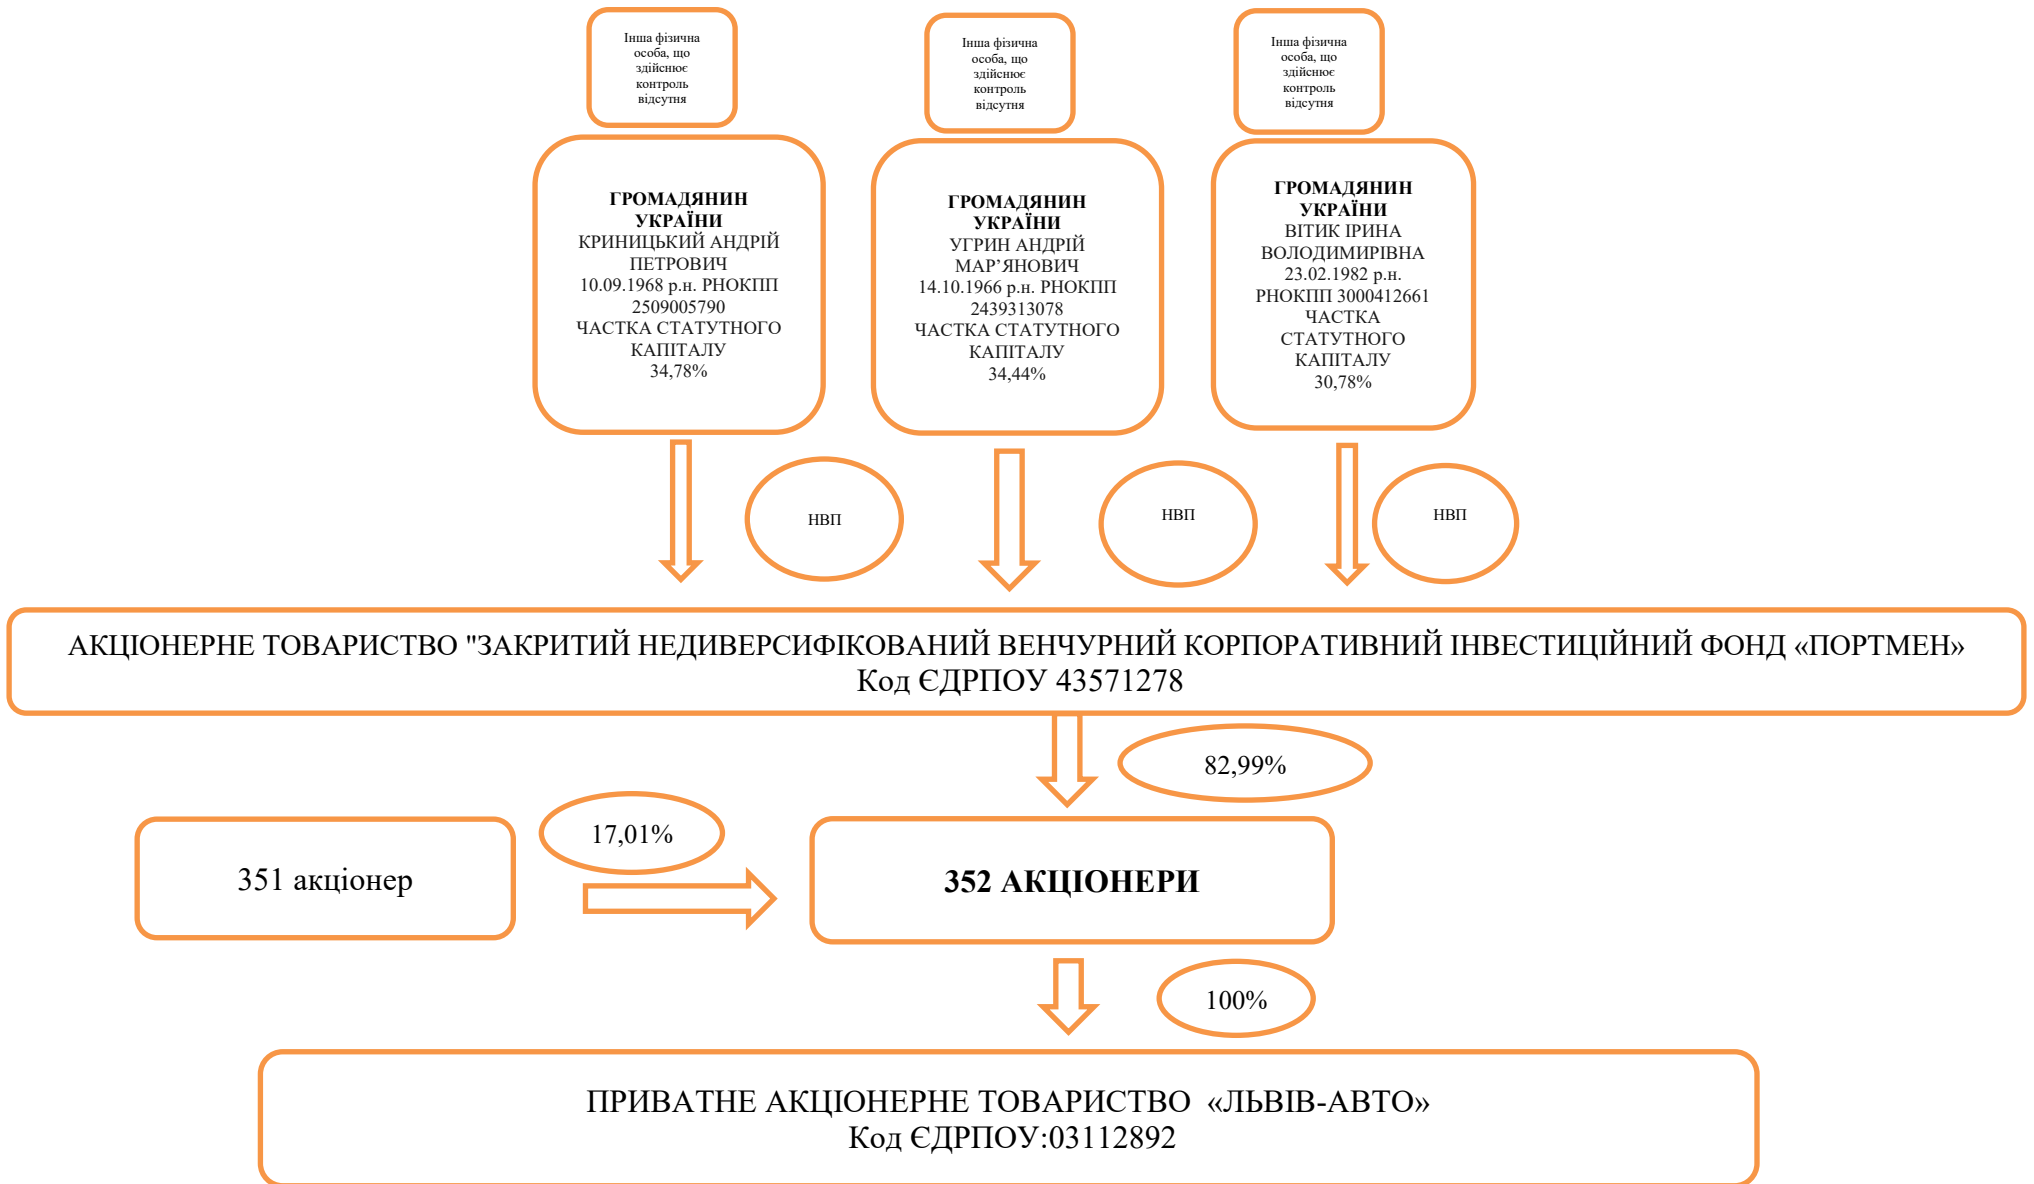 Інша фізична
особа, що
здійснює
контроль
відсутня
Інша фізична
особа, що
здійснює
контроль
відсутня
Інша фізична
особа, що
здійснює
контроль
відсутня
ГРОМАДЯНИН
УКРАЇНИ
КРИНИЦЬКИЙ АНДРІЙ
ПЕТРОВИЧ
10.09.1968 р.н. РНОКПП
2509005790
ЧАСТКА СТАТУТНОГО
КАПІТАЛУ
34,78%
ГРОМАДЯНИН
УКРАЇНИ
УГРИН АНДРІЙ
МАР’ЯНОВИЧ
14.10.1966 р.н. РНОКПП
2439313078
ЧАСТКА СТАТУТНОГО
КАПІТАЛУ
34,44%
ГРОМАДЯНИН
УКРАЇНИ
ВІТИК ІРИНА
ВОЛОДИМИРІВНА
23.02.1982 р.н.
РНОКПП 3000412661
ЧАСТКА
СТАТУТНОГО
КАПІТАЛУ
30,78%
НВП
НВП
НВП
АКЦІОНЕРНЕ ТОВАРИСТВО "ЗАКРИТИЙ НЕДИВЕРСИФІКОВАНИЙ ВЕНЧУРНИЙ КОРПОРАТИВНИЙ ІНВЕСТИЦІЙНИЙ ФОНД «ПОРТМЕН»
Код ЄДРПОУ 43571278
82,99%
17,01%
351 акціонер
352 АКЦІОНЕРИ
100%
ПРИВАТНЕ АКЦІОНЕРНЕ ТОВАРИСТВО «ЛЬВІВ-АВТО»
Код ЄДРПОУ:03112892